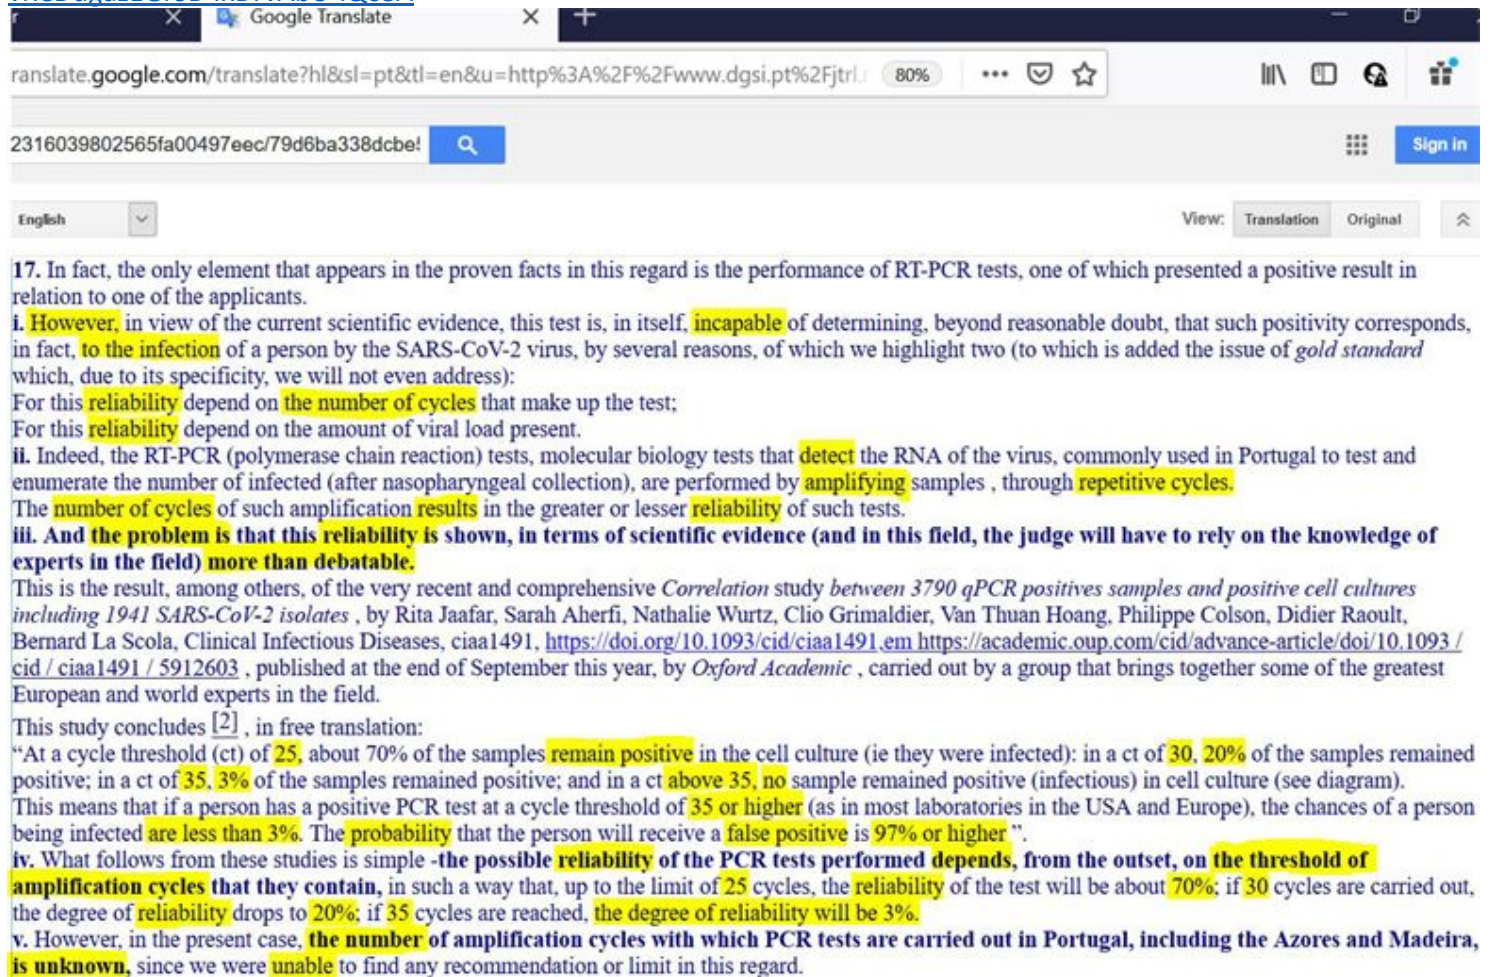 Google Translate
ranslate.google.com/translate?hl&sl=pt&tl=en&u=http%3A%2F%2Fwww.dgsi.pt%2Fjtrl.
80%
2316039802565fa00497eec/79d6ba338dcbe!
Sign in
English
View: Translation Original
17. In fact, the only element that appears in the proven facts in this regard is the performance of RT-PCR tests, one of which presented a positive result in
relation to one of the applicants.
i. However, in view of the current scientific evidence, this test is, in itself, incapable of determining, beyond reasonable doubt, that such positivity corresponds,
in fact, to the infection of a person by the SARS-CoV-2 virus, by several reasons, of which we highlight two (to which is added the issue of gold standard
which, due to its specificity, we will not even address):
For this reliability depend on the number of cycles that make up the test;
For this reliability depend on the amount of viral load present.
ii. Indeed, the RT-PCR (polymerase chain reaction) tests, molecular biology tests that detect the RNA of the virus, commonly used in Portugal to test and
enumerate the number of infected (after nasopharyngeal collection), are performed by amplifying samples , through repetitive cycles.
The number of cycles of such amplification results in the greater or lesser reliability of such tests.
iii. And the problem is that this reliability is shown, in terms of scientific evidence (and in this field, the judge will have to rely on the knowledge of
experts in the field) more than debatable.
This is the result, among others, of the very recent and comprehensive Correlation study between 3790 qPCR positives samples and positive cell cultures
including 1941 SARS-CoV-2 isolates , by Rita Jaafar, Sarah Aherfi, Nathalie Wurtz, Clio Grimaldier, Van Thuan Hoang, Philippe Colson, Didier Raoult,
Bernard La Scola, Clinical Infectious Diseases, ciaa1491, https://doi.org/10.1093/cid/ciaa1491,em https://academic.oup.com/cid/advance-article/doi/10.1093 /
cid / ciaa1491 / 5912603 , published at the end of September this year, by Oxford Academic , carried out by a group that brings together some of the greatest
European and world experts in the field.
This study concludes [2] , in free translation:
“At a cycle threshold (ct) of 25, about 70% of the samples remain positive in the cell culture (ie they were infected): in a ct of 30, 20% of the samples remained
positive; in a ct of 35, 3% of the samples remained positive; and in a ct above 35, no sample remained positive (infectious) in cell culture (see diagram).
This means that if a person has a positive PCR test at a cycle threshold of 35 or higher (as in most laboratories in the USA and Europe), the chances of a person
being infected are less than 3%. The probability that the person will receive a false positive is 97% or higher ”.
iv. What follows from these studies is simple -the possible reliability of the PCR tests performed depends, from the outset, on the threshold of
amplification cycles that they contain, in such a way that, up to the limit of 25 cycles, the reliability of the test will be about 70%; if 30 cycles are carried out,
the degree of reliability drops to 20%; if 35 cycles are reached, the degree of reliability will be 3%.
v. However, in the present case, the number of amplification cycles with which PCR tests are carried out in Portugal, including the Azores and Madeira,
is unknown, since we were unable to find any recommendation or limit in this regard.